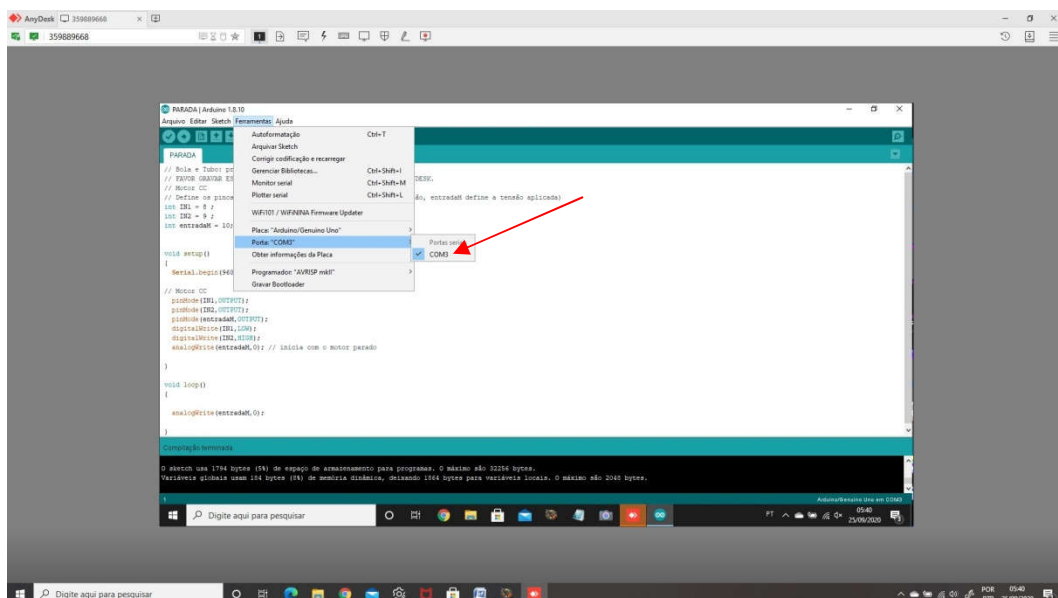 AnyDesk 359889668
359889668
PARADA | Arduino 1.8.10
Arquivo Editar Sketch Ferramentas Ajuda
PARADA
Autoformatação Ctrl+T
Arquivar Sketch
Corrigir codificação e recarregar
Gerenciar Bibliotecas... Ctrl+Shift+I
Monitor serial Ctrl+Shift+M
Plotter serial Ctrl+Shift+L
WiFi101 / WiFiNINA Firmware Updater
Placa: "Arduino/Genuino Uno"
Porta: "COM3"
Obter informações da Placa
Programador: "AVRISP mkII"
Gravar Bootloader
Portas seriais
COM3
// Bola e Tubo:
// FAVOR GRAVAR
// Motor CC
// Define os pinos
entradaM define a tensão aplicada)
int IN1 = 8 ;
int IN2 = 9 ;
int entradaM = 10;
void setup()
{
Serial.begin(960
// Motor CC
pinMode(IN1,OUTPUT);
pinMode(IN2,OUTPUT);
pinMode(entradaM,OUTPUT);
digitalWrite(IN1,LOW);
digitalWrite(IN2,HIGH);
analogWrite(entradaM,0); // inicia com o motor parado
}
void loop()
{
analogWrite(entradaM,0);
}
Compilação terminada.
O sketch usa 1794 bytes (5%) de espaço de armazenamento para programas. O máximo são 32256 bytes.
Variáveis globais usam 184 bytes (8%) de memória dinâmica, deixando 1864 bytes para variáveis locais. O máximo são 2048 bytes.
1
Arduino/Genuino Uno em COM3
Digite aqui para pesquisar
PT
05:40
25/09/2020
Digite aqui para pesquisar
POR
05:40